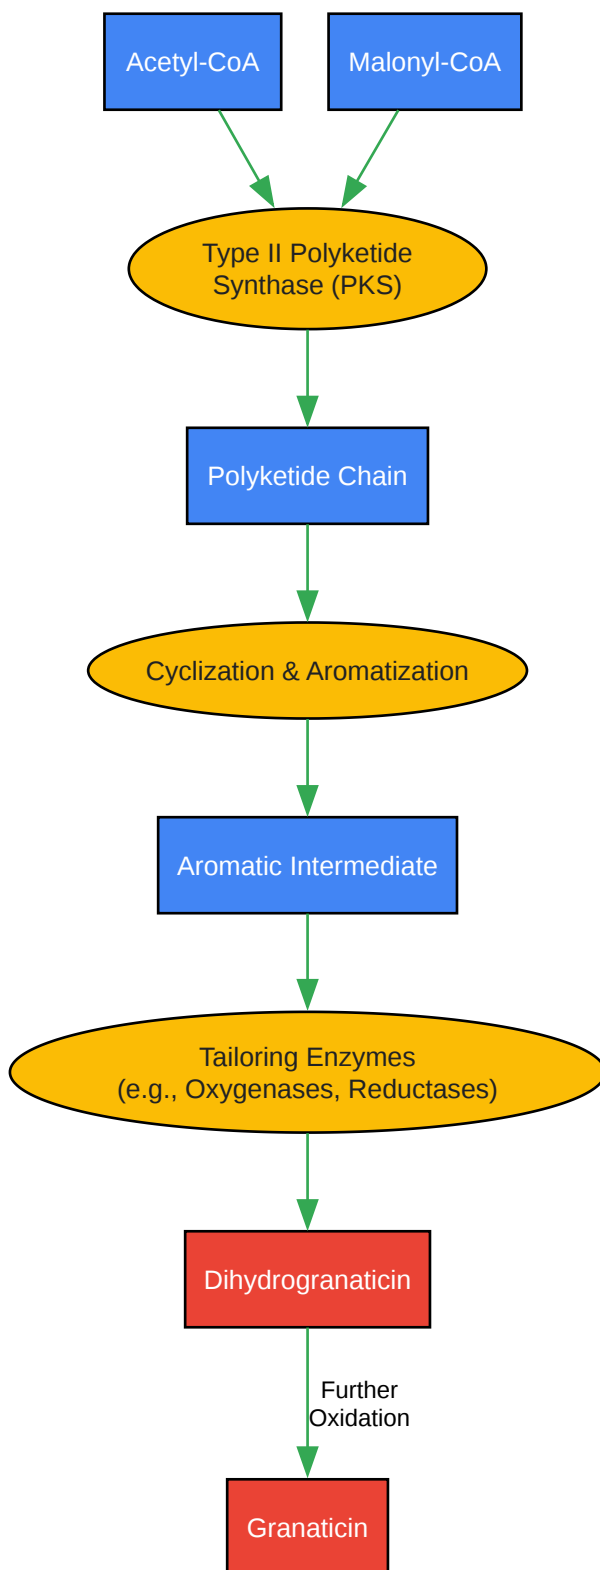 Acetyl-CoA
Malonyl-CoA
Type II Polyketide
Synthase (PKS)
Polyketide Chain
Cyclization & Aromatization
Aromatic Intermediate
Tailoring Enzymes
(e.g., Oxygenases, Reductases)
Dihydrogranaticin
Further
Oxidation
Granaticin